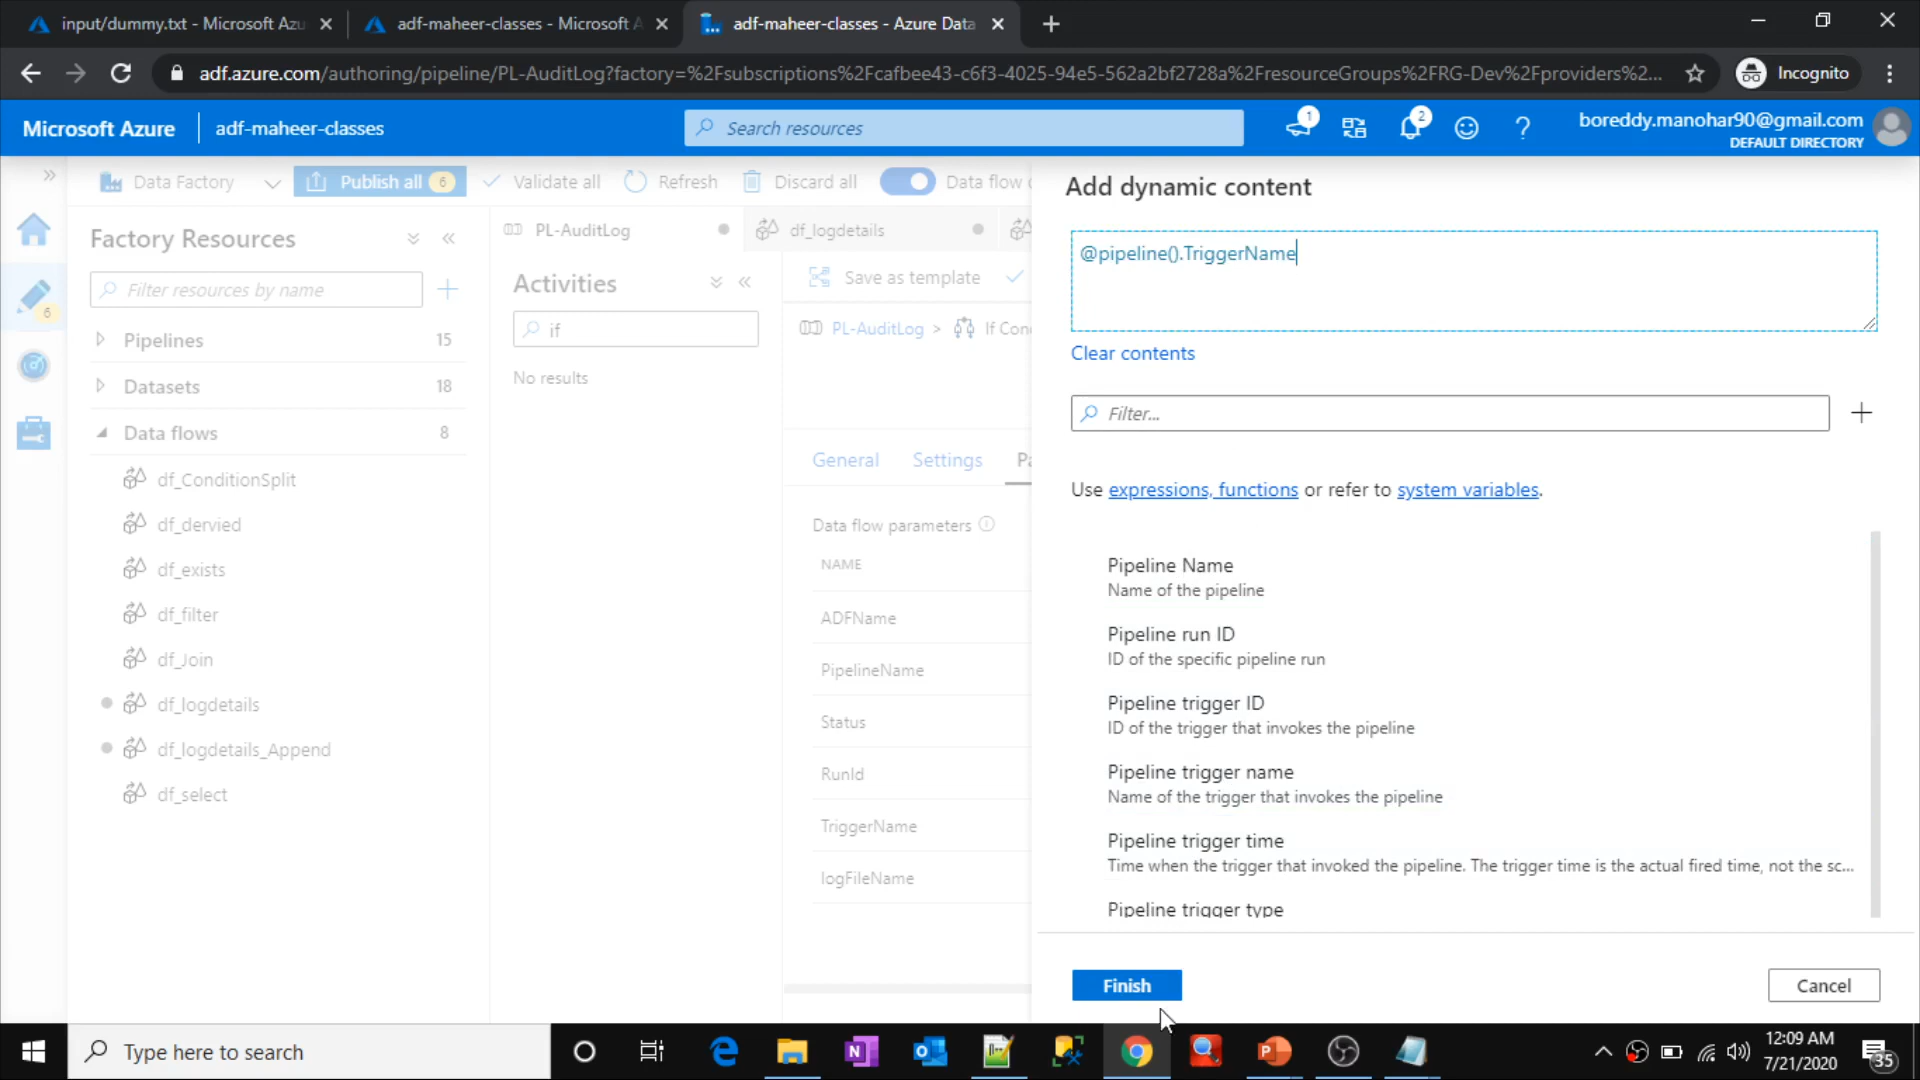 input/dummy.txt - Microsoft Azu
adf-maheer-classes - Microsoft A
adf-maheer-classes - Azure Data
adf.azure.com/authoring/pipeline/PL-AuditLog?factory=%2Fsubscriptions%2Fcafbee43-c6f3-4025-94e5-562a2bf2728a%2FresourceGroups%2FRG-Dev%2Fproviders%2...
Incognito
Microsoft Azure
adf-maheer-classes
Search resources
1
2
boreddy.manohar90@gmail.com
DEFAULT DIRECTORY
Data Factory
Publish all 6
Validate all
Refresh
Discard all
Data flow
Factory Resources
Filter resources by name
6
Pipelines 15
Datasets 18
Data flows 8
df_ConditionSplit
df_dervied
df_exists
df_filter
df_Join
df_logdetails
df_logdetails_Append
df_select
PL-AuditLog
df_logdetails
Activities
if
No results
Save as template
PL-AuditLog > If Con
General
Settings
Pa
Data flow parameters
NAME
ADFName
PipelineName
Status
RunId
TriggerName
logFileName
Add dynamic content
@pipeline().TriggerName
Clear contents
Filter...
Use expressions, functions or refer to system variables.
Pipeline Name
Name of the pipeline
Pipeline run ID
ID of the specific pipeline run
Pipeline trigger ID
ID of the trigger that invokes the pipeline
Pipeline trigger name
Name of the trigger that invokes the pipeline
Pipeline trigger time
Time when the trigger that invoked the pipeline. The trigger time is the actual fired time, not the sc...
Pipeline trigger type
Finish
Cancel
Type here to search
12:09 AM
7/21/2020
35